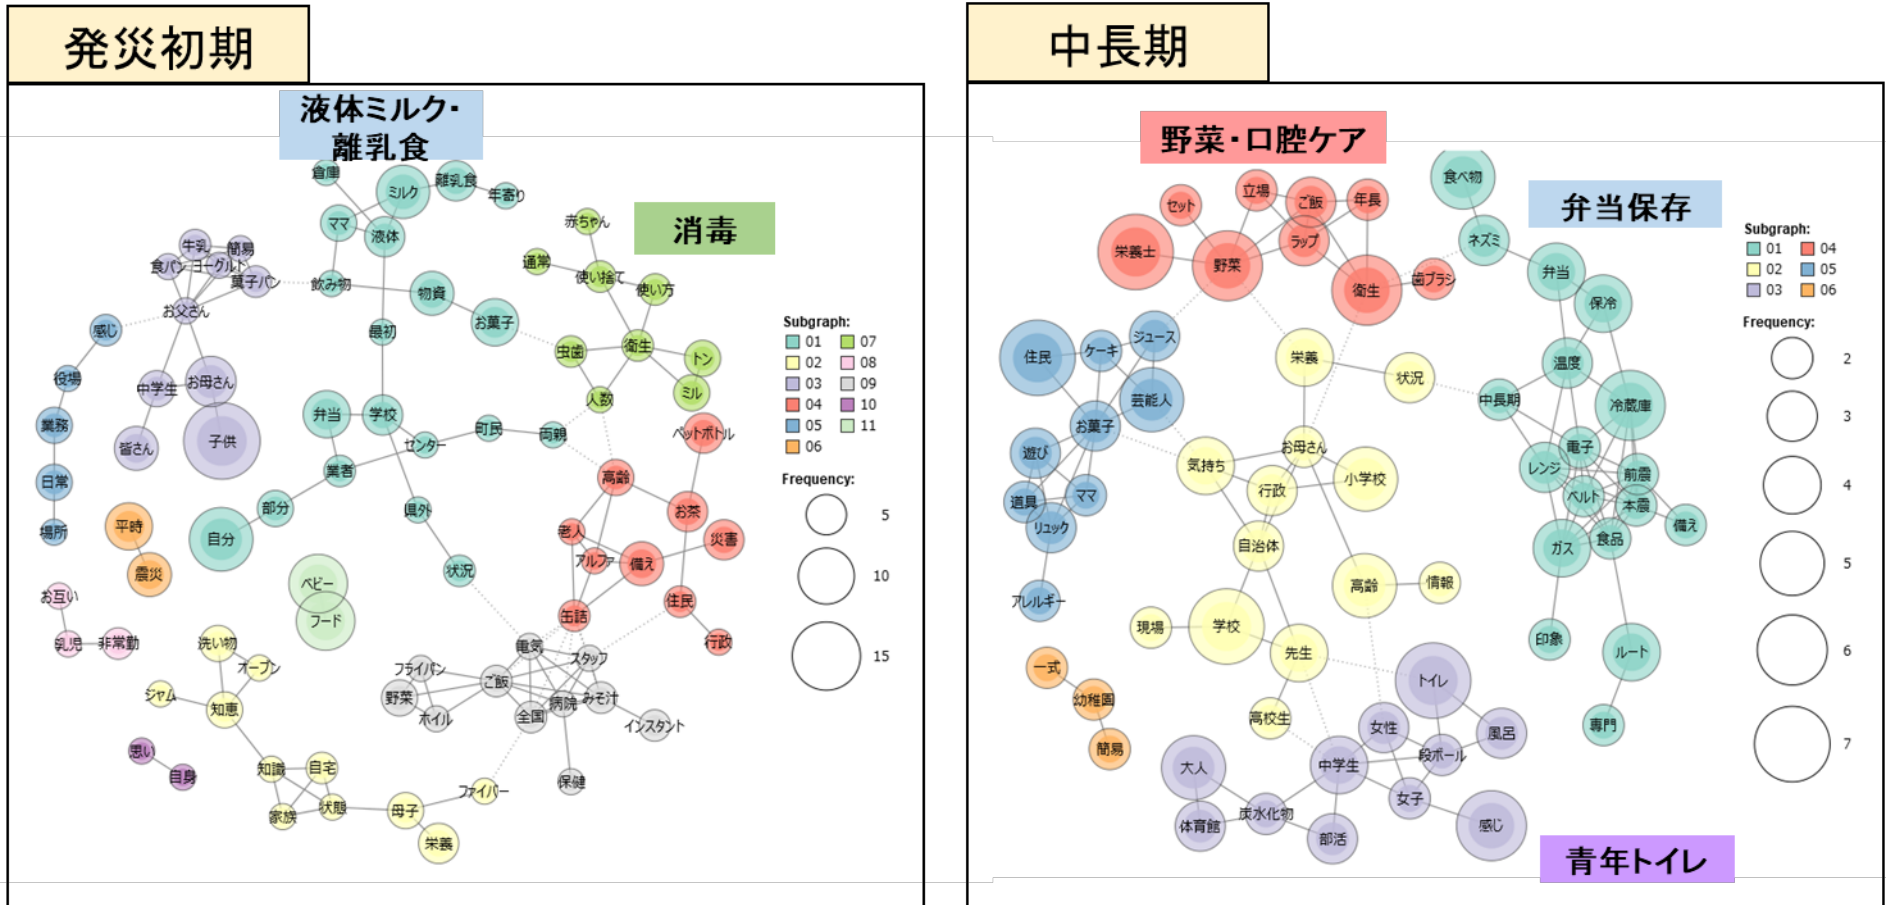 発災初期
液体ミルク・
離乳食
消毒
倉庫
ミルク
離乳食
年寄り
ママ
液体
飲み物
物資
お菓子
最初
牛乳
簡易
食パン
ヨーグルト
菓子パン
お父さん
感じ
役場
業務
日常
場所
中学生
お母さん
皆さん
子供
赤ちゃん
通常
使い捨て
使い方
虫歯
衛生
トン
ミル
人数
弁当
学校
センター
町民
両親
業者
部分
自分
県外
状況
ペットボトル
高齢
お茶
老人
アルファ
備え
災害
缶詰
住民
行政
平時
震災
ベビー
フード
お互い
乳児
非常勤
洗い物
オーブン
ジャム
知恵
思い
自身
知識
自宅
家族
状態
母子
ファイバー
栄養
電気
スタッフ
フライパン
ご飯
野菜
ホイル
全国
病院
みそ汁
インスタント
保健
Subgraph:
01 07
02 08
03 09
04 10
05 11
06
Frequency:
5
10
15
中長期
野菜・口腔ケア
弁当保存
青年トイレ
食べ物
ネズミ
弁当
保冷
温度
中長期
冷蔵庫
電子
レンジ
前震
ベルト
本震
備え
ガス
食品
印象
ルート
専門
セット
立場
ご飯
年長
栄養士
野菜
ラップ
衛生
歯ブラシ
住民
ケーキ
ジュース
芸能人
お菓子
遊び
道具
ママ
リュック
アレルギー
栄養
状況
お母さん
気持ち
行政
小学校
自治体
高齢
情報
現場
学校
先生
高校生
一式
幼稚園
簡易
トイレ
女性
風呂
段ボール
中学生
女子
大人
炭水化物
体育館
部活
感じ
Subgraph:
01 04
02 05
03 06
Frequency:
2
3
4
5
6
7